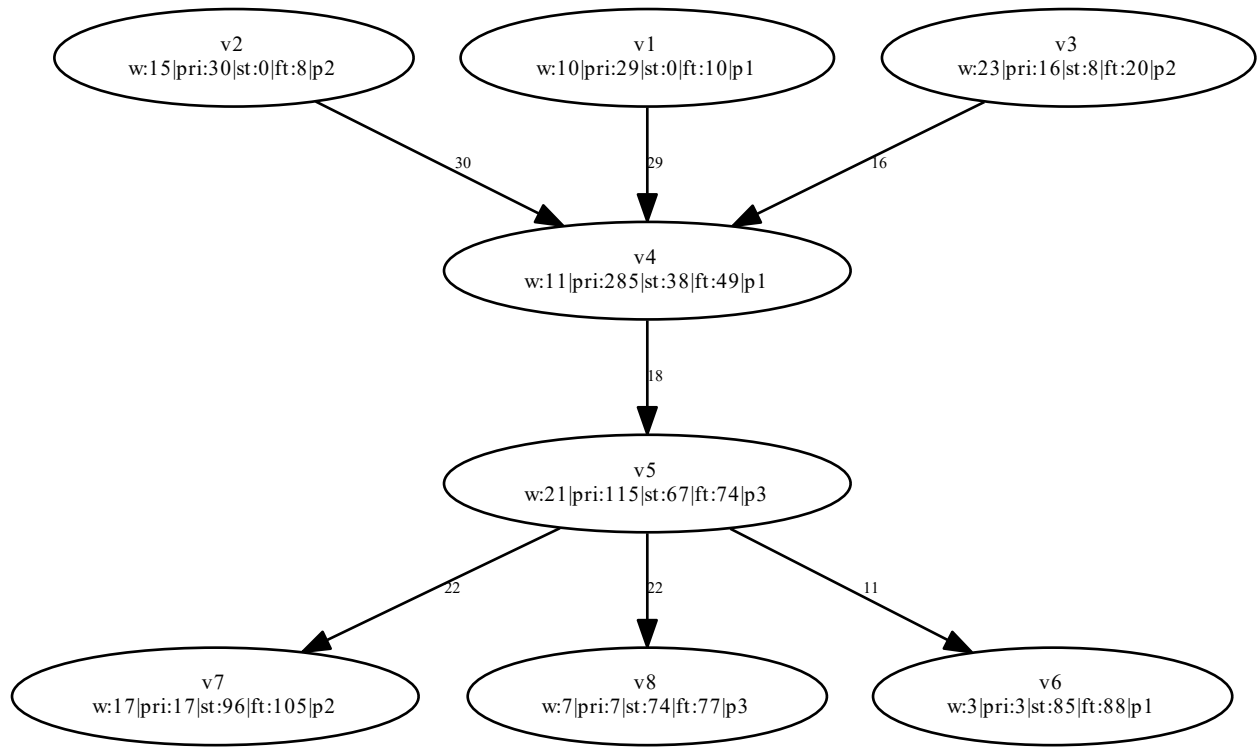 v2
w:15|pri:30|st:0|ft:8|p2
v1
w:10|pri:29|st:0|ft:10|p1
v3
w:23|pri:16|st:8|ft:20|p2
30
29
16
v4
w:11|pri:285|st:38|ft:49|p1
18
v5
w:21|pri:115|st:67|ft:74|p3
22
22
11
v7
w:17|pri:17|st:96|ft:105|p2
v8
w:7|pri:7|st:74|ft:77|p3
v6
w:3|pri:3|st:85|ft:88|p1